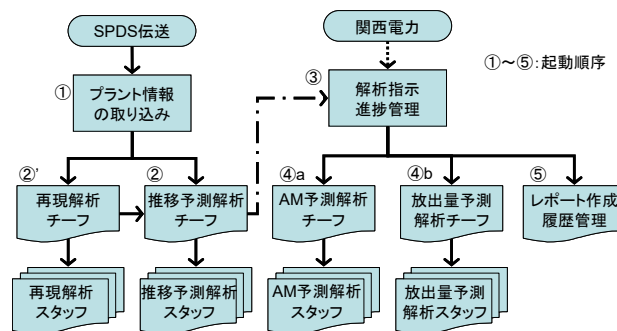 SPDS伝送
関西電力
①～⑤：起動順序
①
プラント情報
の取り込み
③
解析指示
進捗管理
②’
再現解析
チーフ
②
推移予測解析
チーフ
④a
AM予測解析
チーフ
④b
放出量予測
解析チーフ
⑤
レポート作成
履歴管理
再現解析
スタッフ
推移予測解析
スタッフ
AM予測解析
スタッフ
放出量予測
解析スタッフ